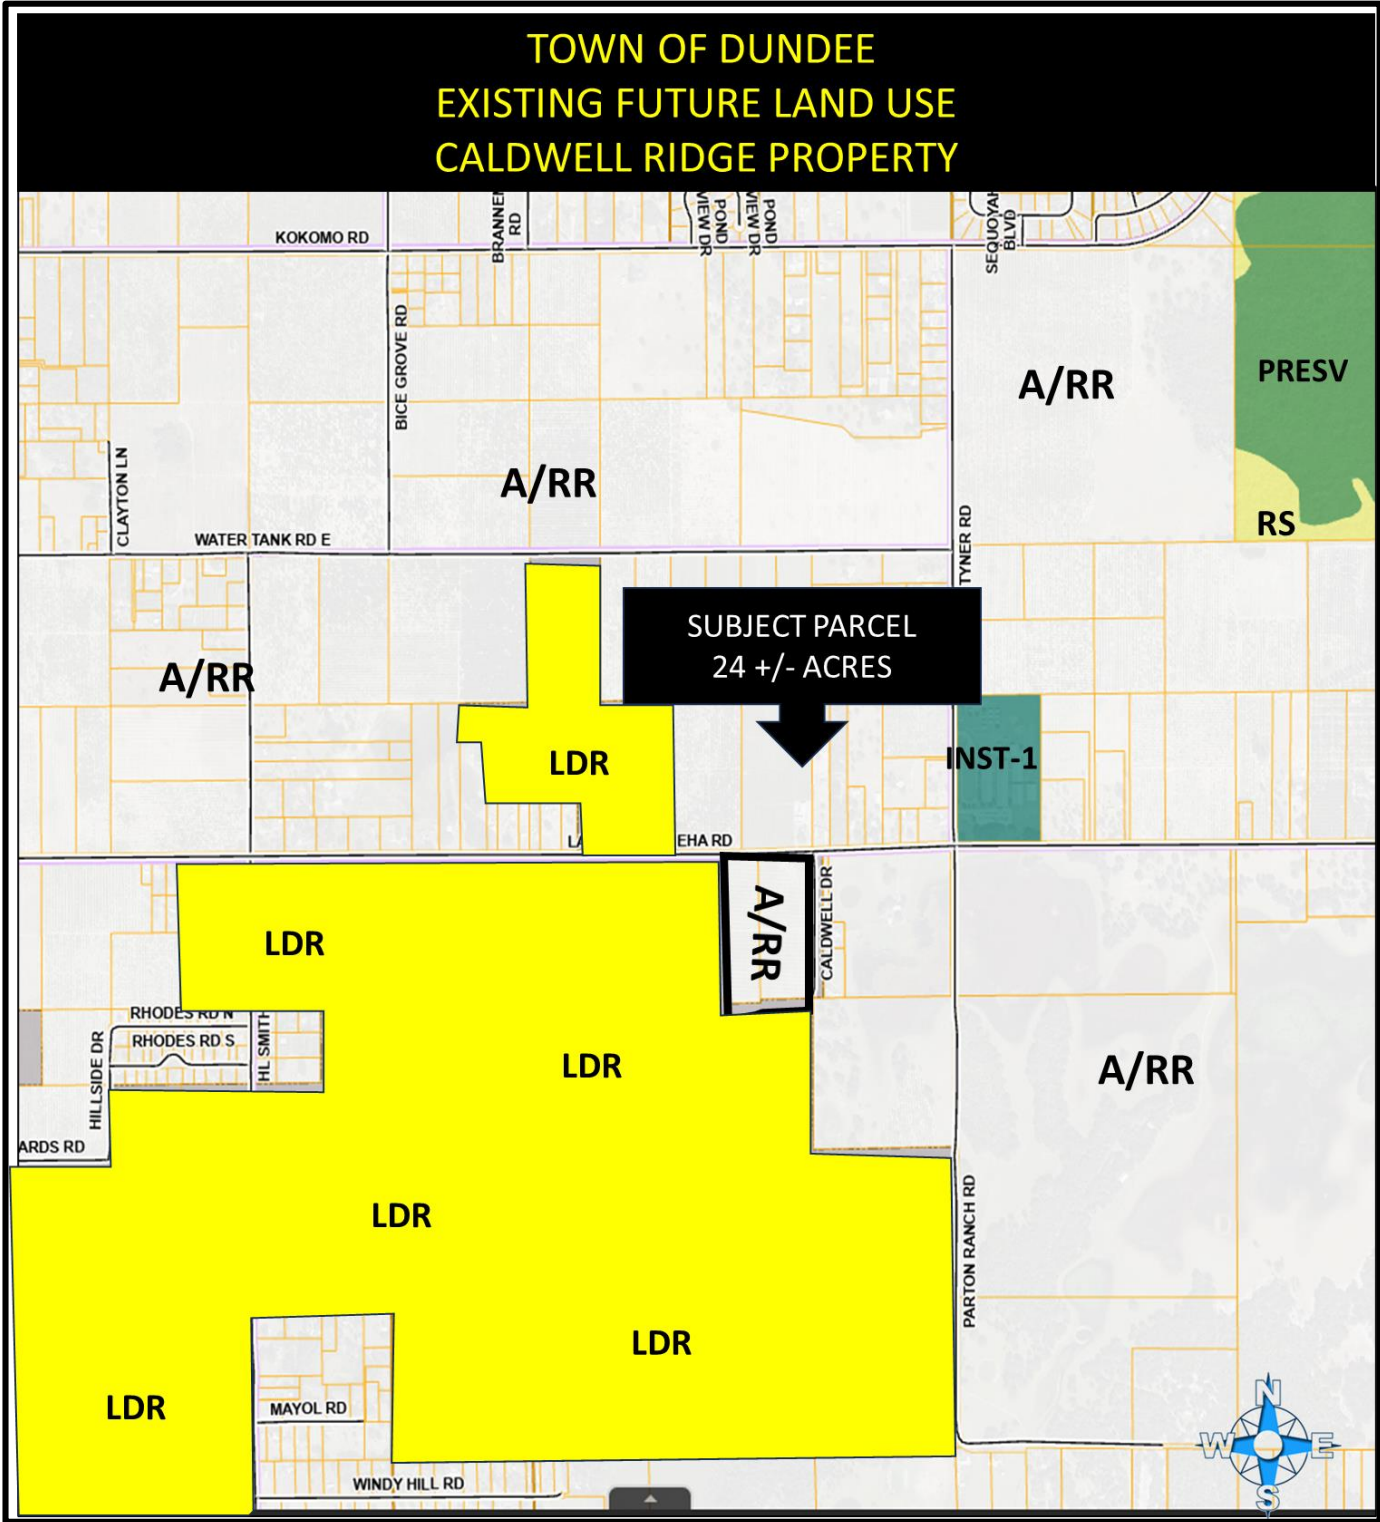 TOWN OF DUNDEE
EXISTING FUTURE LAND USE
CALDWELL RIDGE PROPERTY
KOKOMO RD
BRANNEN
RD
VIEW DR
POND
VIEW DR
POND
SEQUOYAH
BLVD
BICE GROVE RD
A/RR
PRESV
CLAYTON LN
A/RR
RS
WATER TANK RD E
TYNER RD
SUBJECT PARCEL
24 +/- ACRES
A/RR
LDR
INST-1
EHA RD
A/RR
CALDWELL DR
LDR
RHODES RD N
RHODES RD S
HL SMITH
HILLSIDE DR
LDR
A/RR
ARDS RD
LDR
PARTON RANCH RD
LDR
LDR
MAYOL RD
WINDY HILL RD
N
W E
S